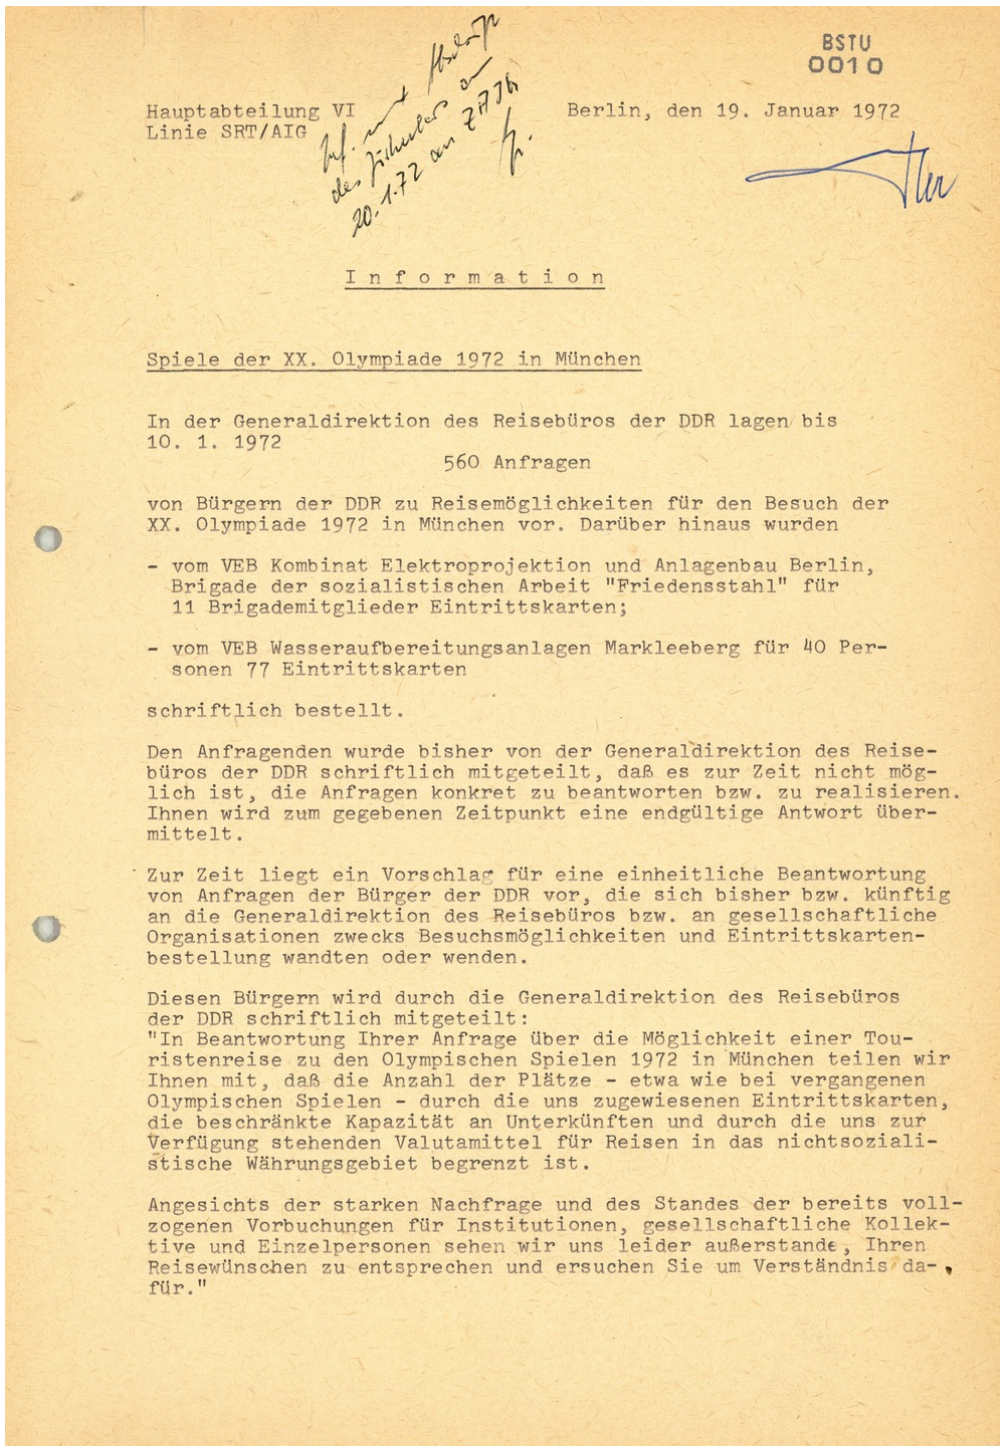 BSTU
0010
Hauptabteilung VI
Linie SRT/AIG
Berlin, den 19. Januar 1972
20.1.72 an ZAIG
Information
Spiele der XX. Olympiade 1972 in München
In der Generaldirektion des Reisebüros der DDR lagen bis
10. 1. 1972
560 Anfragen
von Bürgern der DDR zu Reisemöglichkeiten für den Besuch der
XX. Olympiade 1972 in München vor. Darüber hinaus wurden
- vom VEB Kombinat Elektroprojektion und Anlagenbau Berlin,
Brigade der sozialistischen Arbeit "Friedensstahl" für
11 Brigademitglieder Eintrittskarten;
- vom VEB Wasseraufbereitungsanlagen Markleeberg für 40 Per-
sonen 77 Eintrittskarten
schriftlich bestellt.
Den Anfragenden wurde bisher von der Generaldirektion des Reise-
büros der DDR schriftlich mitgeteilt, daß es zur Zeit nicht mög-
lich ist, die Anfragen konkret zu beantworten bzw. zu realisieren.
Ihnen wird zum gegebenen Zeitpunkt eine endgültige Antwort über-
mittelt.
Zur Zeit liegt ein Vorschlag für eine einheitliche Beantwortung
von Anfragen der Bürger der DDR vor, die sich bisher bzw. künftig
an die Generaldirektion des Reisebüros bzw. an gesellschaftliche
Organisationen zwecks Besuchsmöglichkeiten und Eintrittskarten-
bestellung wandten oder wenden.
Diesen Bürgern wird durch die Generaldirektion des Reisebüros
der DDR schriftlich mitgeteilt:
"In Beantwortung Ihrer Anfrage über die Möglichkeit einer Tou-
ristenreise zu den Olympischen Spielen 1972 in München teilen wir
Ihnen mit, daß die Anzahl der Plätze - etwa wie bei vergangenen
Olympischen Spielen - durch die uns zugewiesenen Eintrittskarten,
die beschränkte Kapazität an Unterkünften und durch die uns zur
Verfügung stehenden Valutamittel für Reisen in das nichtsoziali-
stische Währungsgebiet begrenzt ist.
Angesichts der starken Nachfrage und des Standes der bereits voll-
zogenen Vorbuchungen für Institutionen, gesellschaftliche Kollek-
tive und Einzelpersonen sehen wir uns leider außerstande, Ihren
Reisewünschen zu entsprechen und ersuchen Sie um Verständnis da-
für."